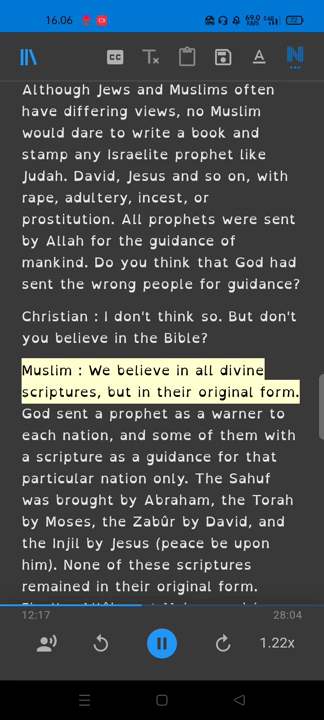 16.06
69.0
KB/S
CC
Although Jews and Muslims often
have differing views, no Muslim
would dare to write a book and
stamp any Israelite prophet like
Judah. David, Jesus and so on, with
rape, adultery, incest, or
prostitution. All prophets were sent
by Allah for the guidance of
mankind. Do you think that God had
sent the wrong people for guidance?
Christian : I don't think so. But don't
you believe in the Bible?
Muslim : We believe in all divine
scriptures, but in their original form.
God sent a prophet as a warner to
each nation, and some of them with
a scripture as a guidance for that
particular nation only. The Sahuf
was brought by Abraham, the Torah
by Moses, the Zabûr by David, and
the Injil by Jesus (peace be upon
him). None of these scriptures
remained in their original form.
12:17
28:04
1.22x